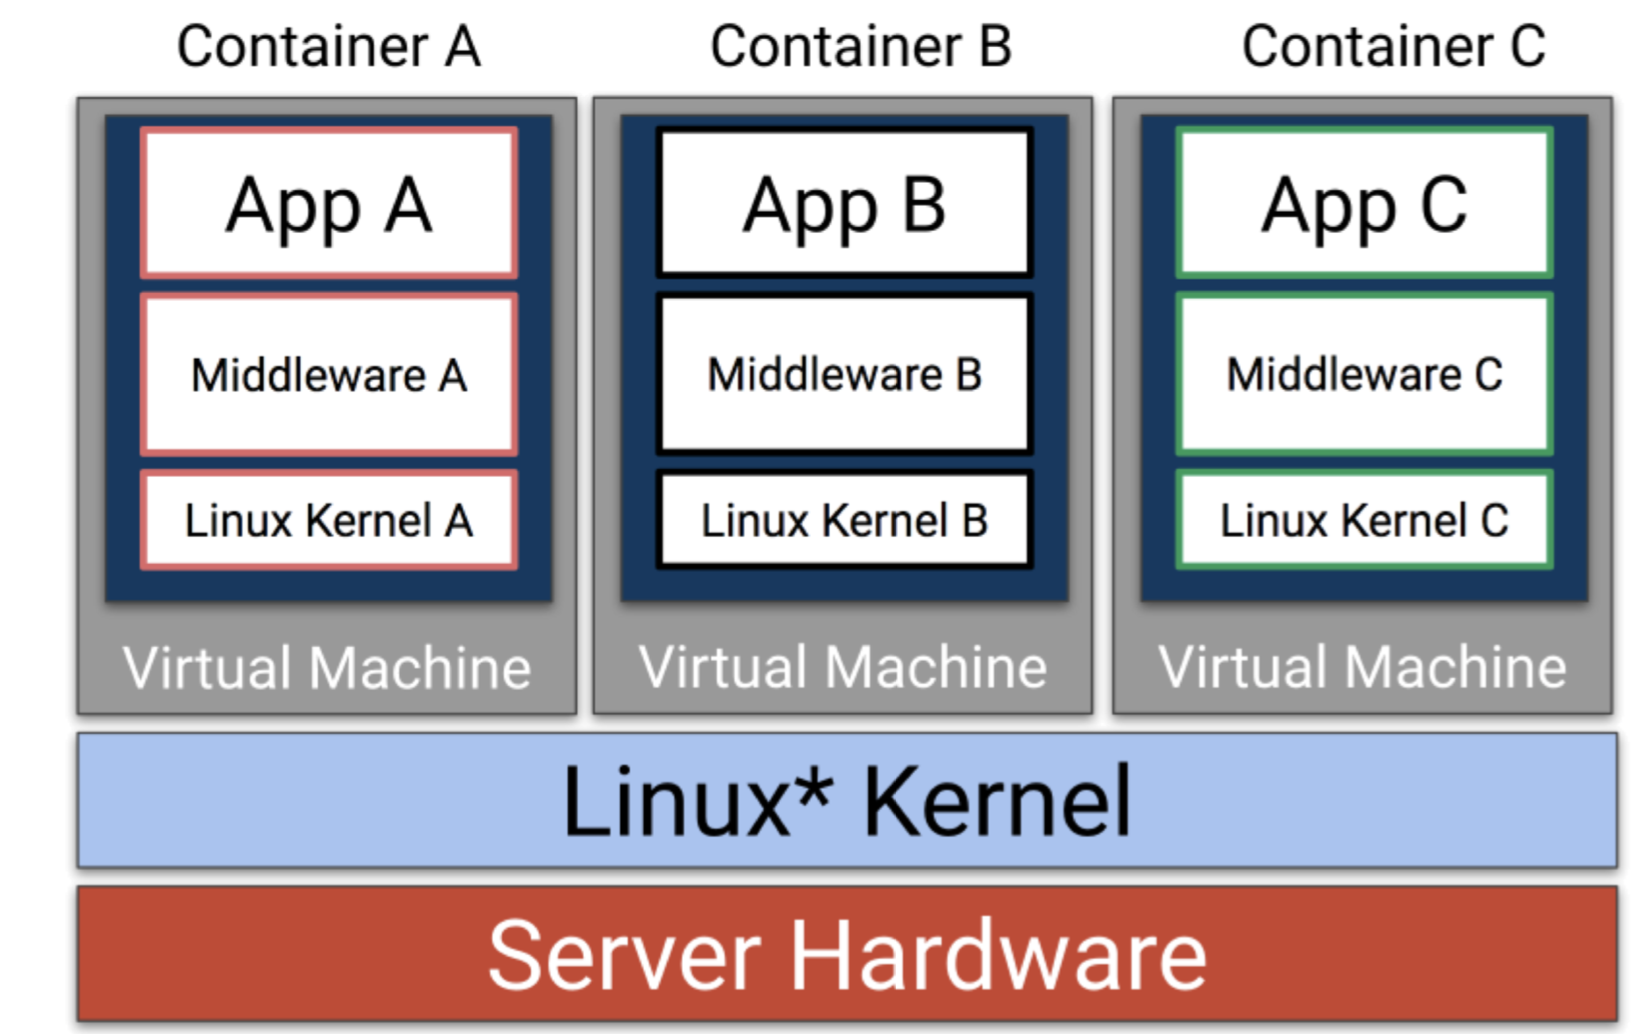 Container A
Container B
Container C
App A
App B
App C
Middleware A
Middleware B
Middleware C
Linux Kernel A
Linux Kernel B
Linux Kernel C
Virtual Machine
Virtual Machine
Virtual Machine
Linux* Kernel
Server Hardware